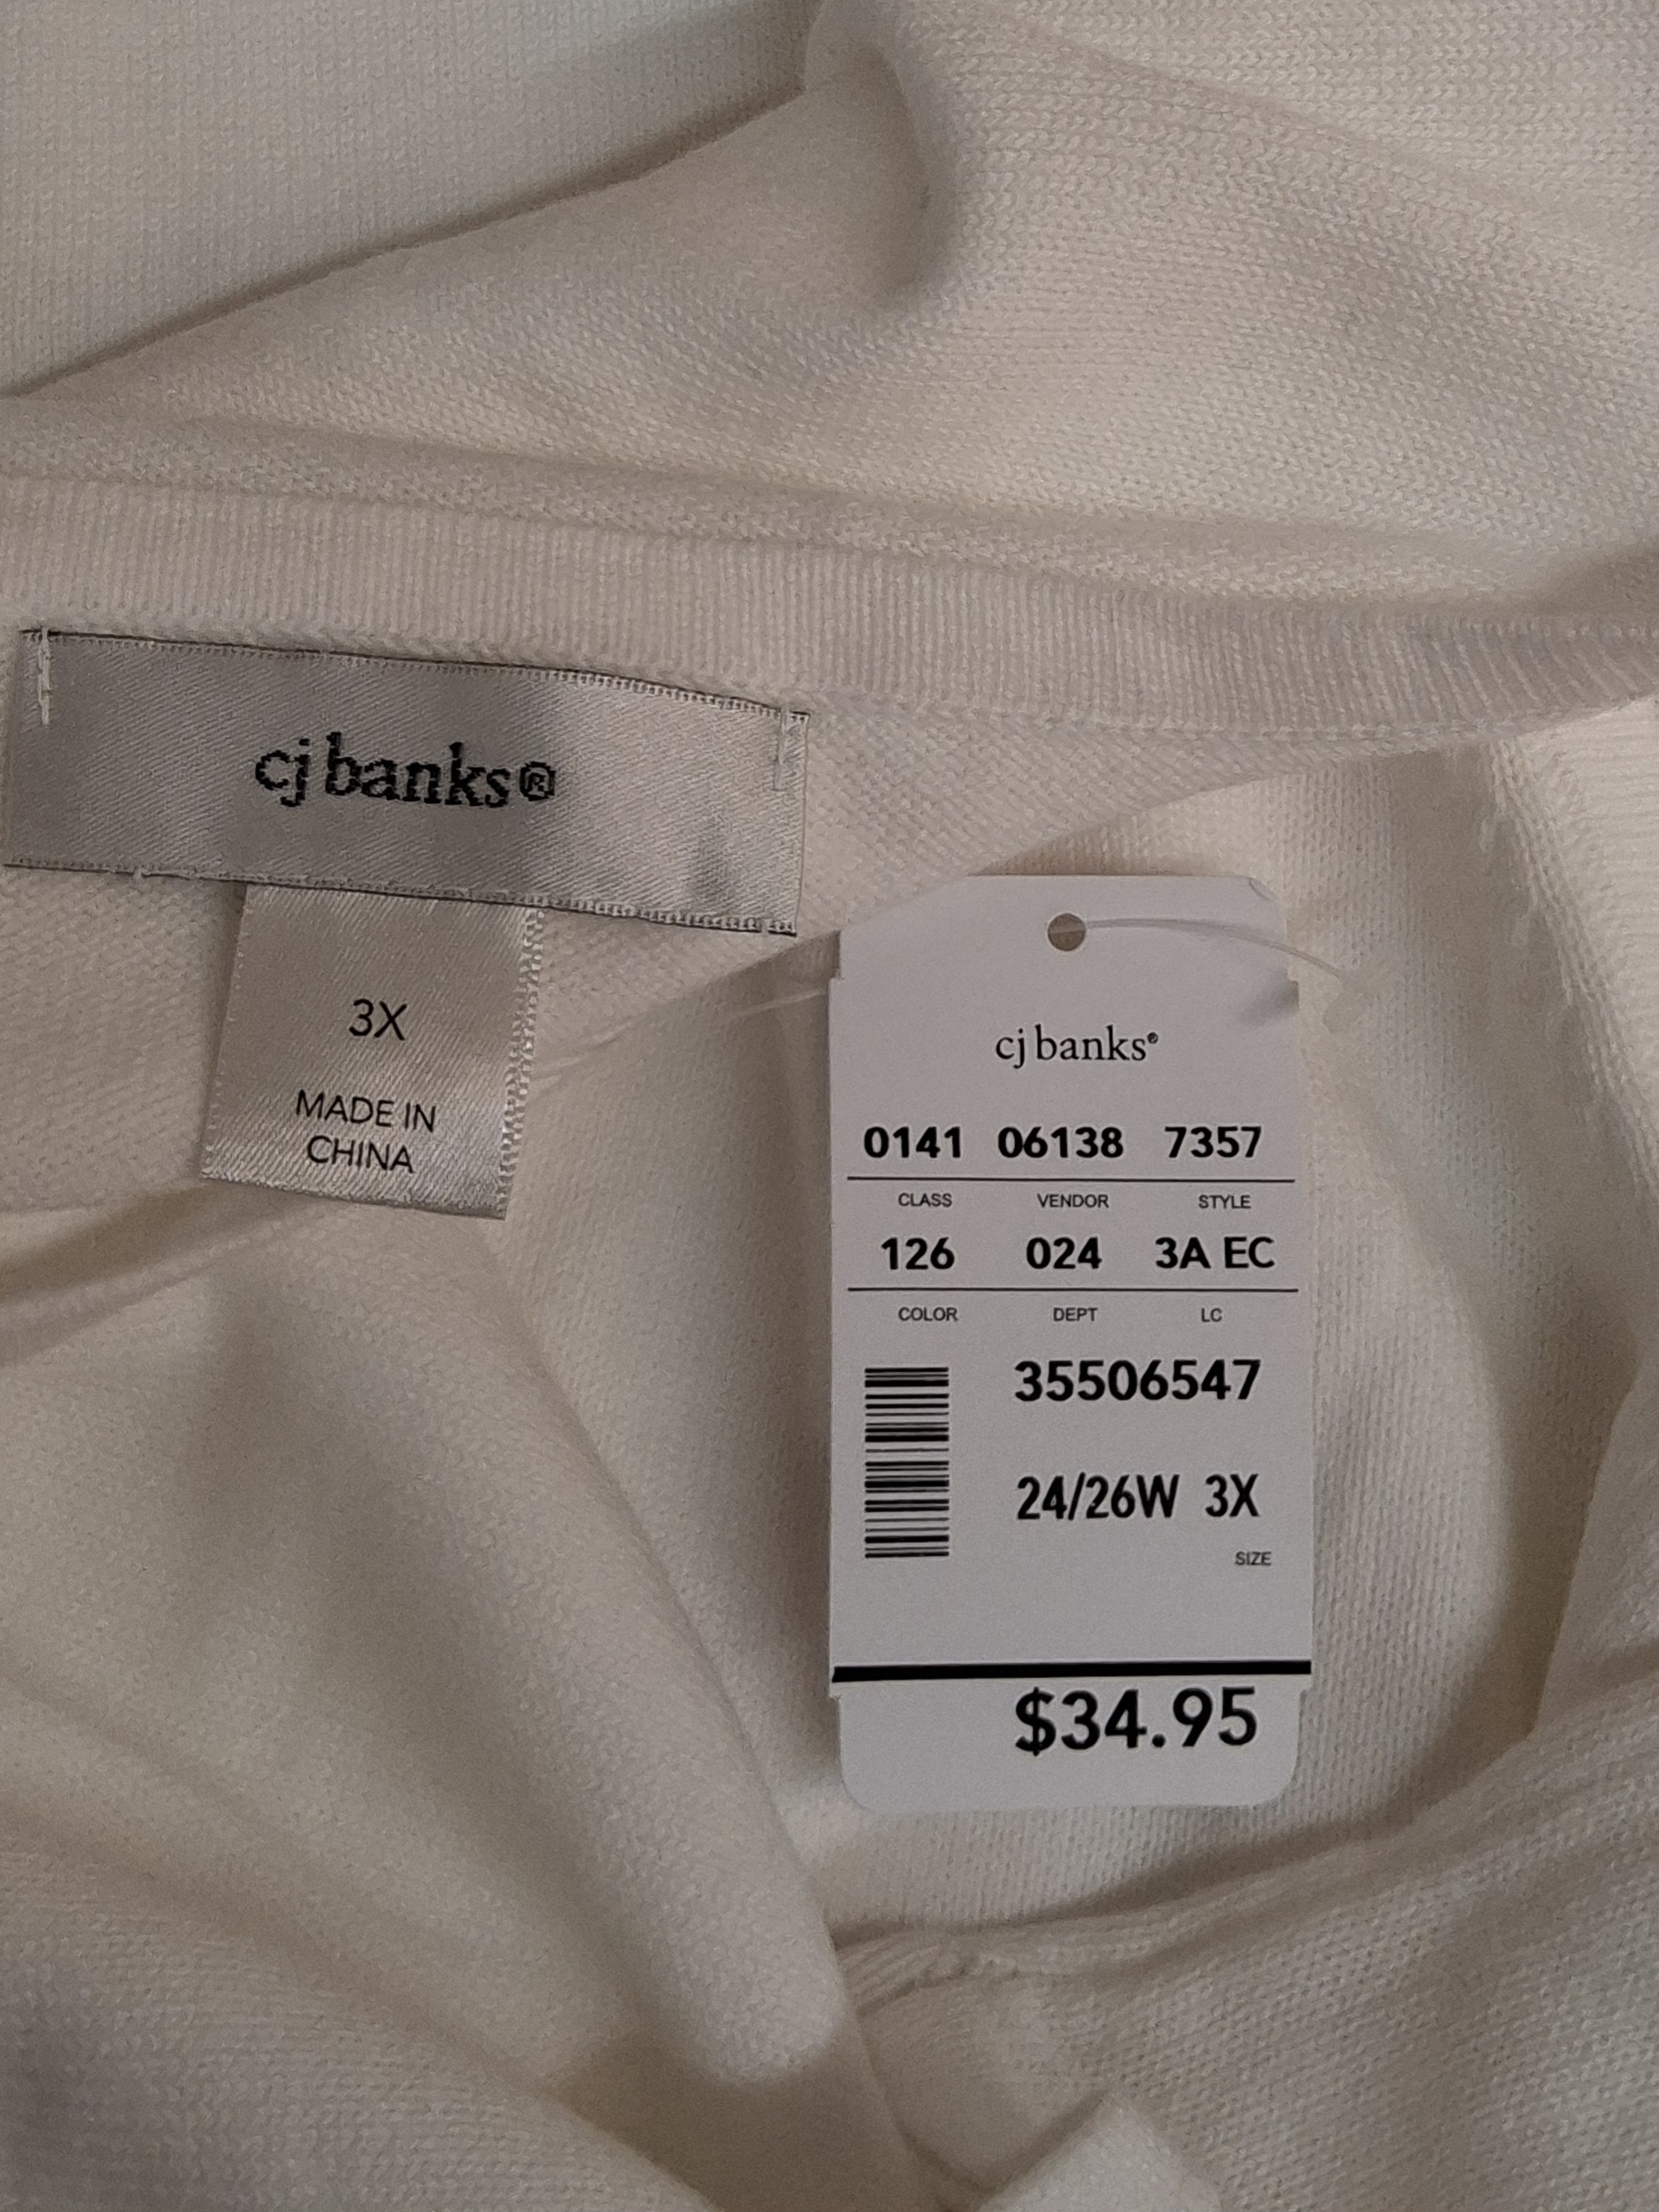 cj banks®
3X
MADE IN
CHINA
cj banks®
0141 06138 7357
CLASS VENDOR STYLE
126 024 3A EC
COLOR DEPT LC
35506547
24/26W 3X
SIZE
$34.95